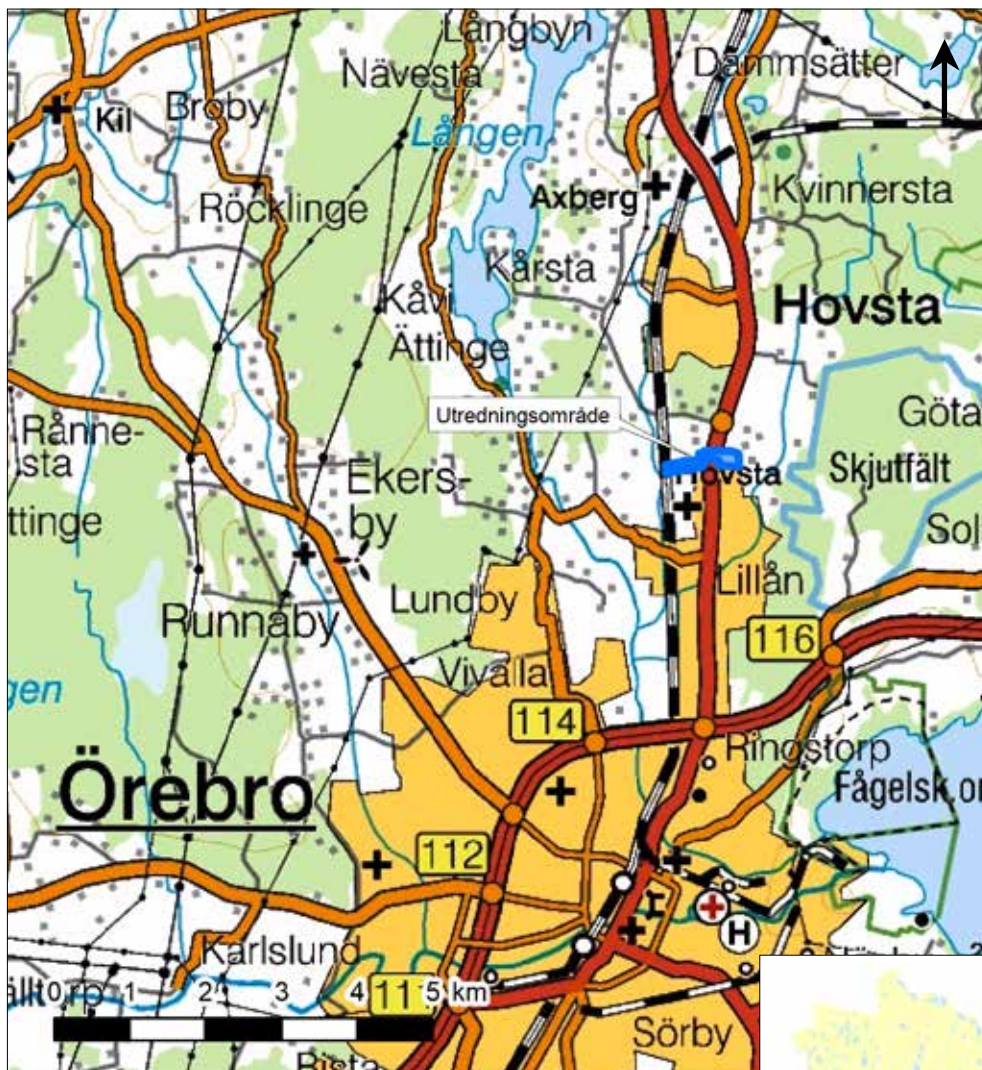 Långbyn
Nävesta
Dammsätter
Kil
Broby
Lången
Axberg
Kvinnersta
Röcklinge
Kårsta
Kåvi
Hovsta
Ättinge
Utredningsområde
Göta
Rånne-
sta
Hovsta
Skjutfält
Ekers-
by
ttinge
Sol
Lillån
Lundby
Runnaby
116
Vivalla
gen
114
Ringstorp
Örebro
Fågelsk.or
112
Karlslund
0 1 2 3 4 5 km
Sörby